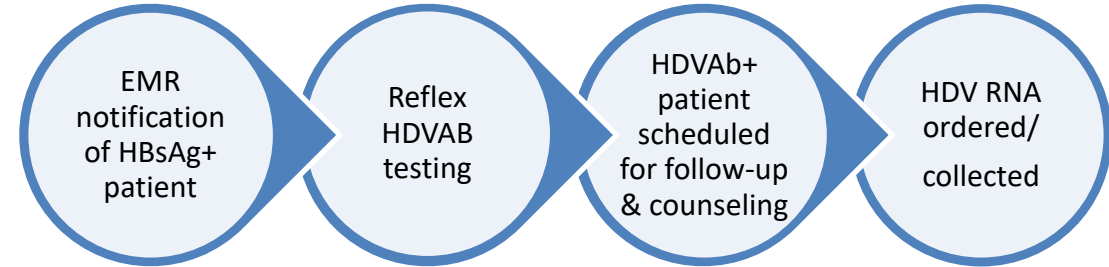 EMR
notification
of HBsAg+
patient
Reflex
HDVAB
testing
HDVAb+
patient
scheduled
for follow-up
& counseling
HDV RNA
ordered/
collected